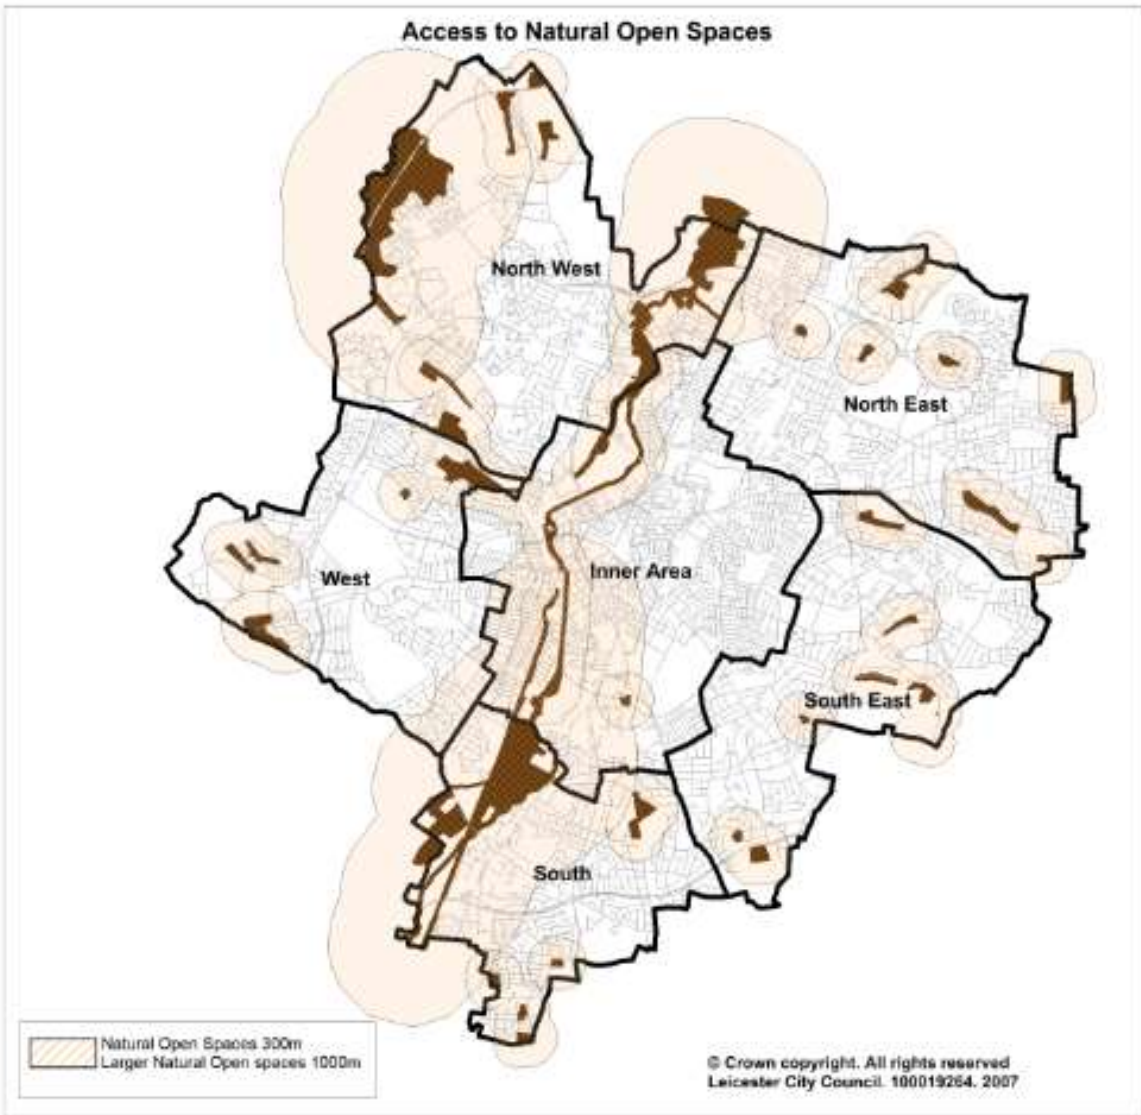 Access to Natural Open Spaces
North West
North East
Inner Area
West
South East
South
Natural Open Spaces 300m
Larger Natural Open spaces 1000m
© Crown copyright. All rights reserved
Leicester City Council. 100019264. 2007